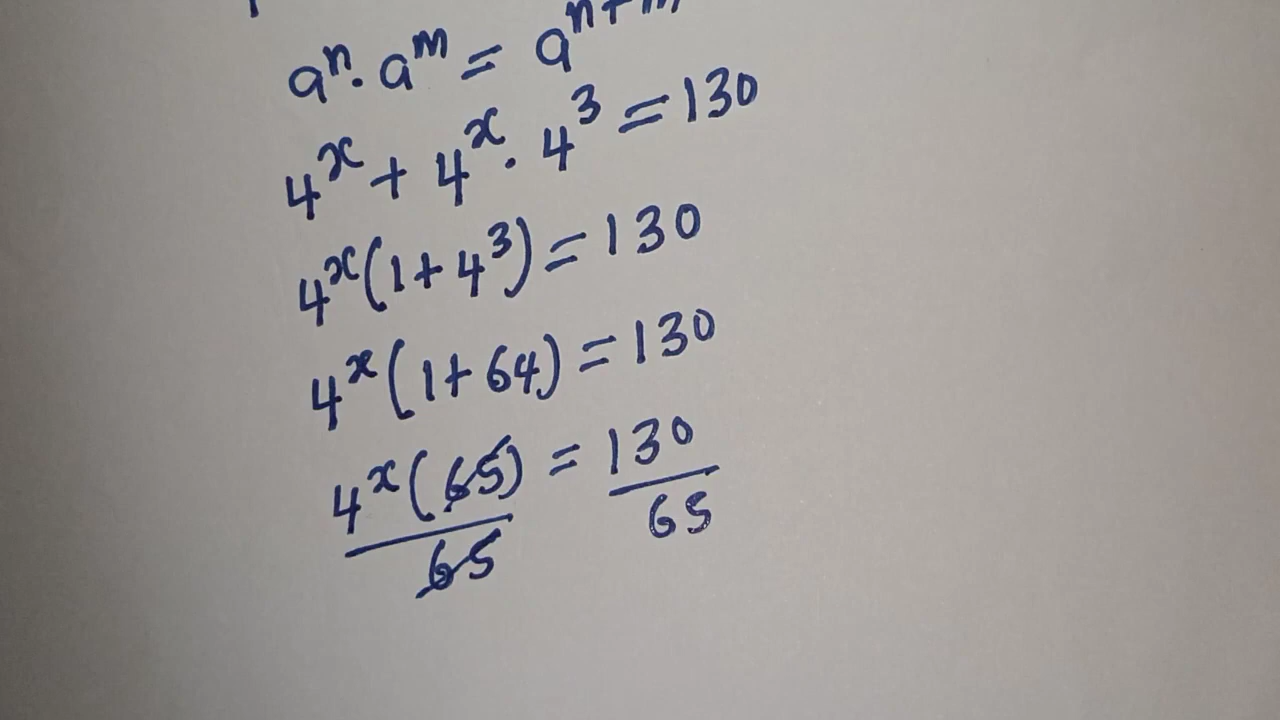 aⁿ · aᵐ = aⁿ⁺ᵐ
4ˣ + 4ˣ · 4³ = 130
4ˣ(1 + 4³) = 130
4ˣ(1 + 64) = 130
4ˣ(65) = 130
65 65